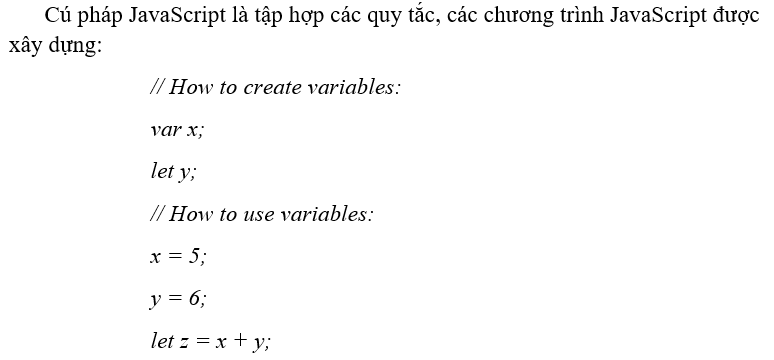 Cú pháp JavaScript là tập hợp các quy tắc, các chương trình JavaScript được
xây dựng:
// How to create variables:
var x;
let y;
// How to use variables:
x = 5;
y = 6;
let z = x + y;